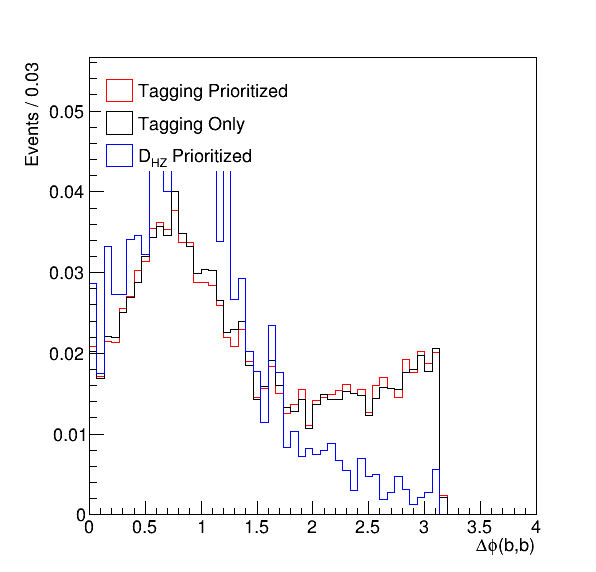 Events / 0.03
Tagging Prioritized
Tagging Only
D_HZ Prioritized
0.05
0.04
0.03
0.02
0.01
0
0 0.5 1 1.5 2 2.5 3 3.5 4
Δϕ(b,b)